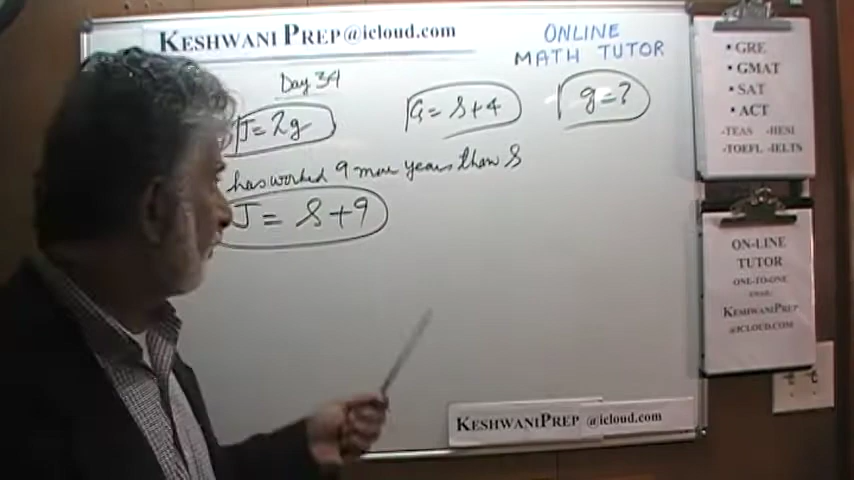 KESHWANI PREP@icloud.com
ONLINE
MATH TUTOR
Day 34
J = 2g
G = S+4
g = ?
has worked 9 more years than S
J = S+9
• GRE
• GMAT
• SAT
• ACT
-TEAS -HESI
-TOEFL -IELTS
ON-LINE
TUTOR
ONE-TO-ONE
EMAIL
KESHWANIPREP
@ICLOUD.COM
KESHWANIPREP @icloud.com